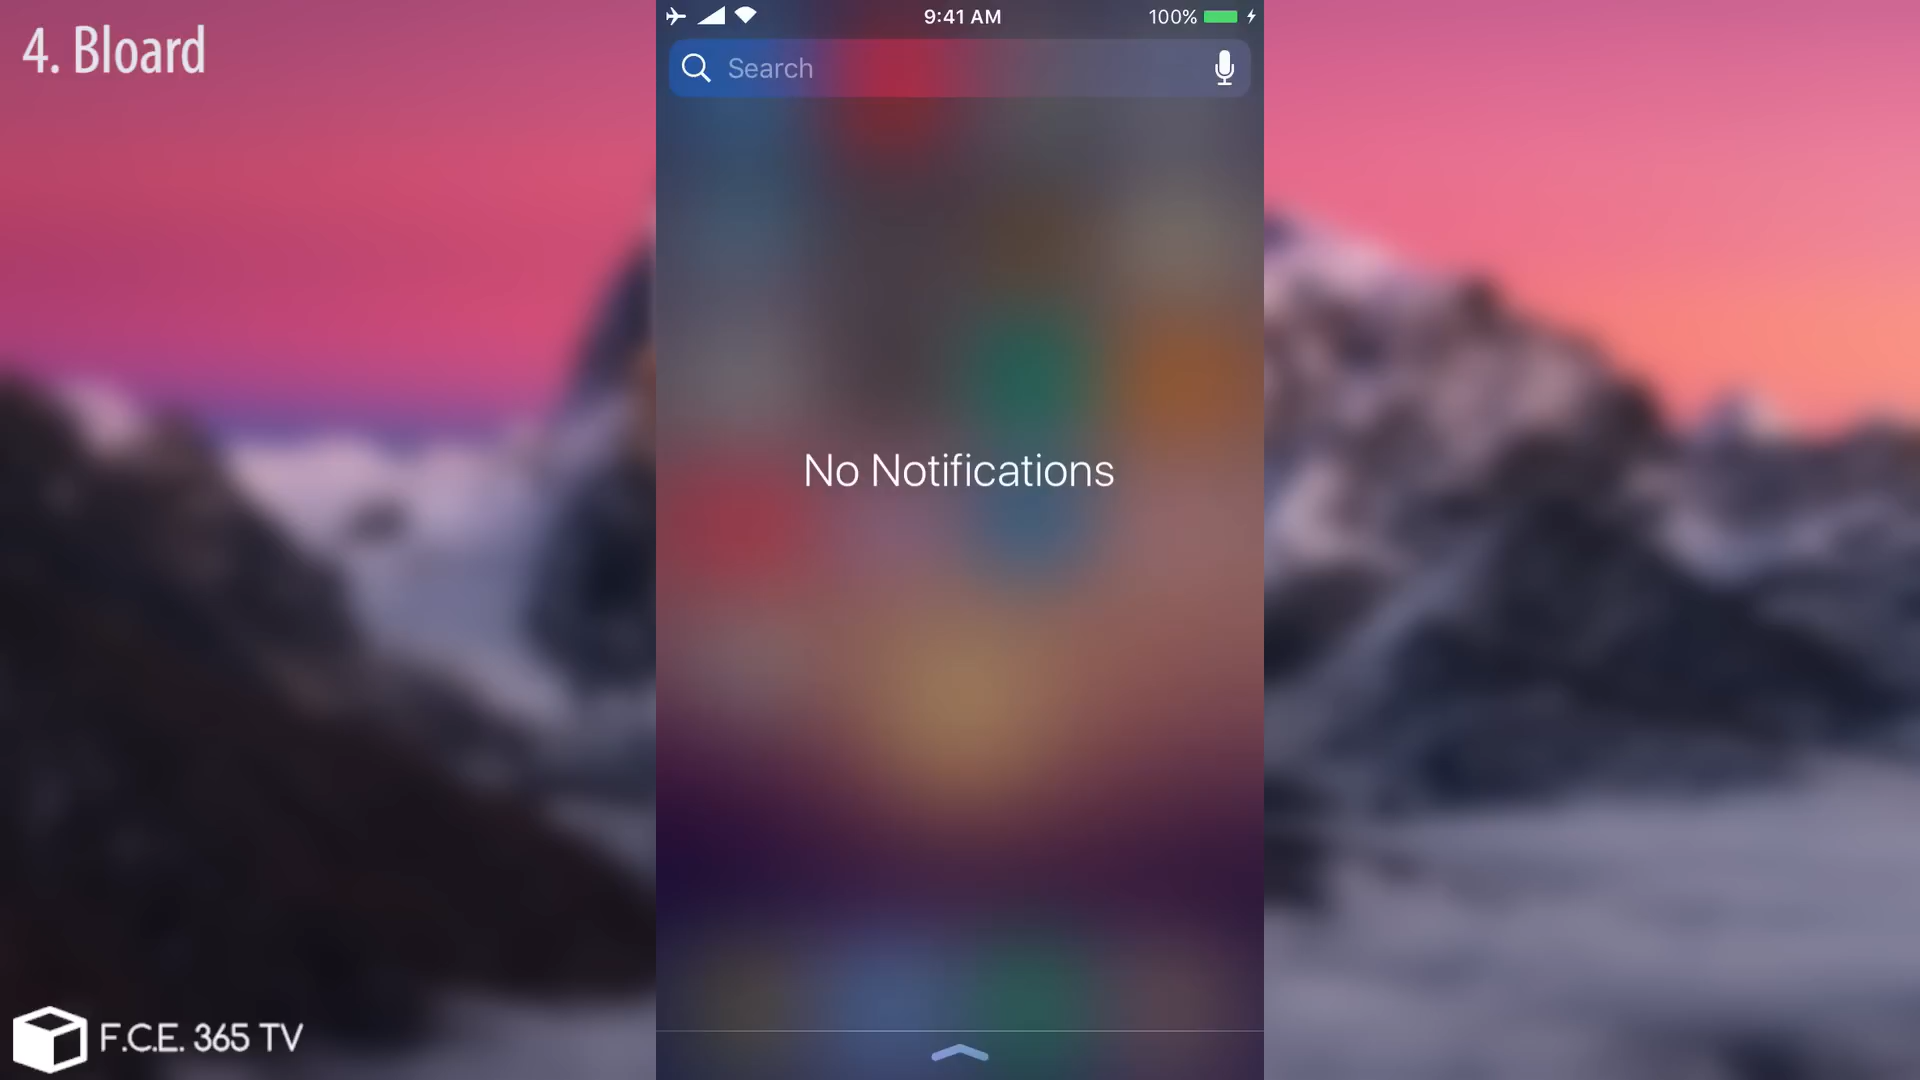 4. Bloard
9:41 AM
100%
Search
No Notifications
F.C.E. 365 TV